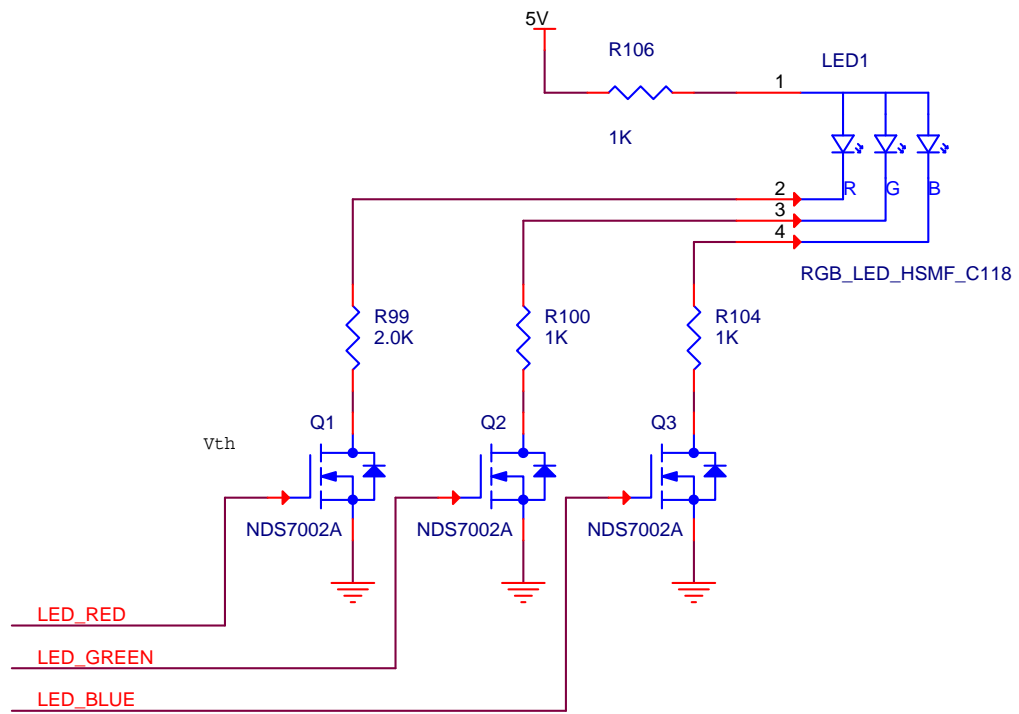 5V
R106
1K
LED1
1
2
3
4
R
G
B
RGB_LED_HSMF_C118
R99
2.0K
R100
1K
R104
1K
Vth
Q1
Q2
Q3
NDS7002A
NDS7002A
NDS7002A
LED_RED
LED_GREEN
LED_BLUE